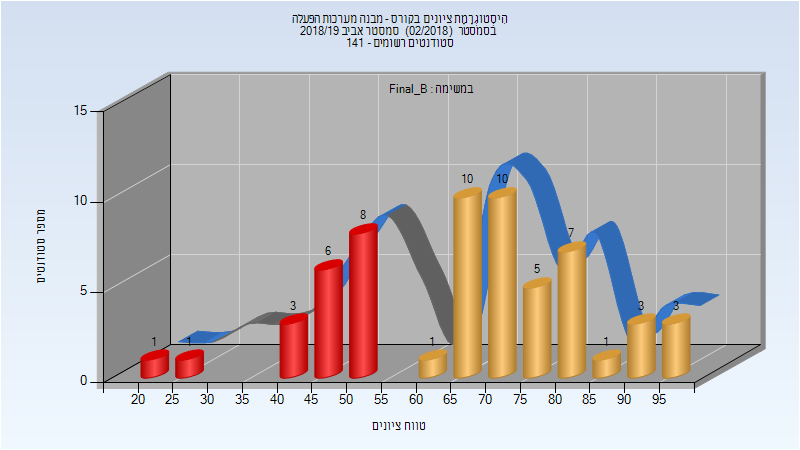 היסטוגרמת ציונים בקורס - מבנה מערכות הפעלה
בסמסטר (02/2018) סמסטר אביב 2018/19
סטודנטים רשומים - 141
במשימה : Final_B
מספר סטודנטים
15
10
5
0
1
1
3
6
8
1
10
10
5
7
1
3
3
20 25 30 35 40 45 50 55 60 65 70 75 80 85 90 95
טווח ציונים